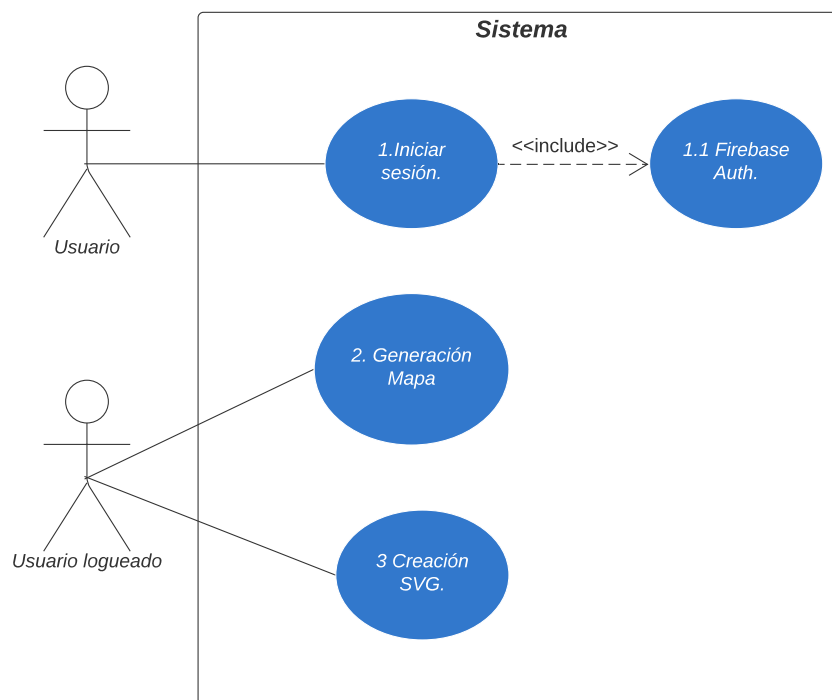 Sistema
1.Iniciar
sesión.
<<include>>
1.1 Firebase
Auth.
Usuario
2. Generación
Mapa
Usuario logueado
3 Creación
SVG.